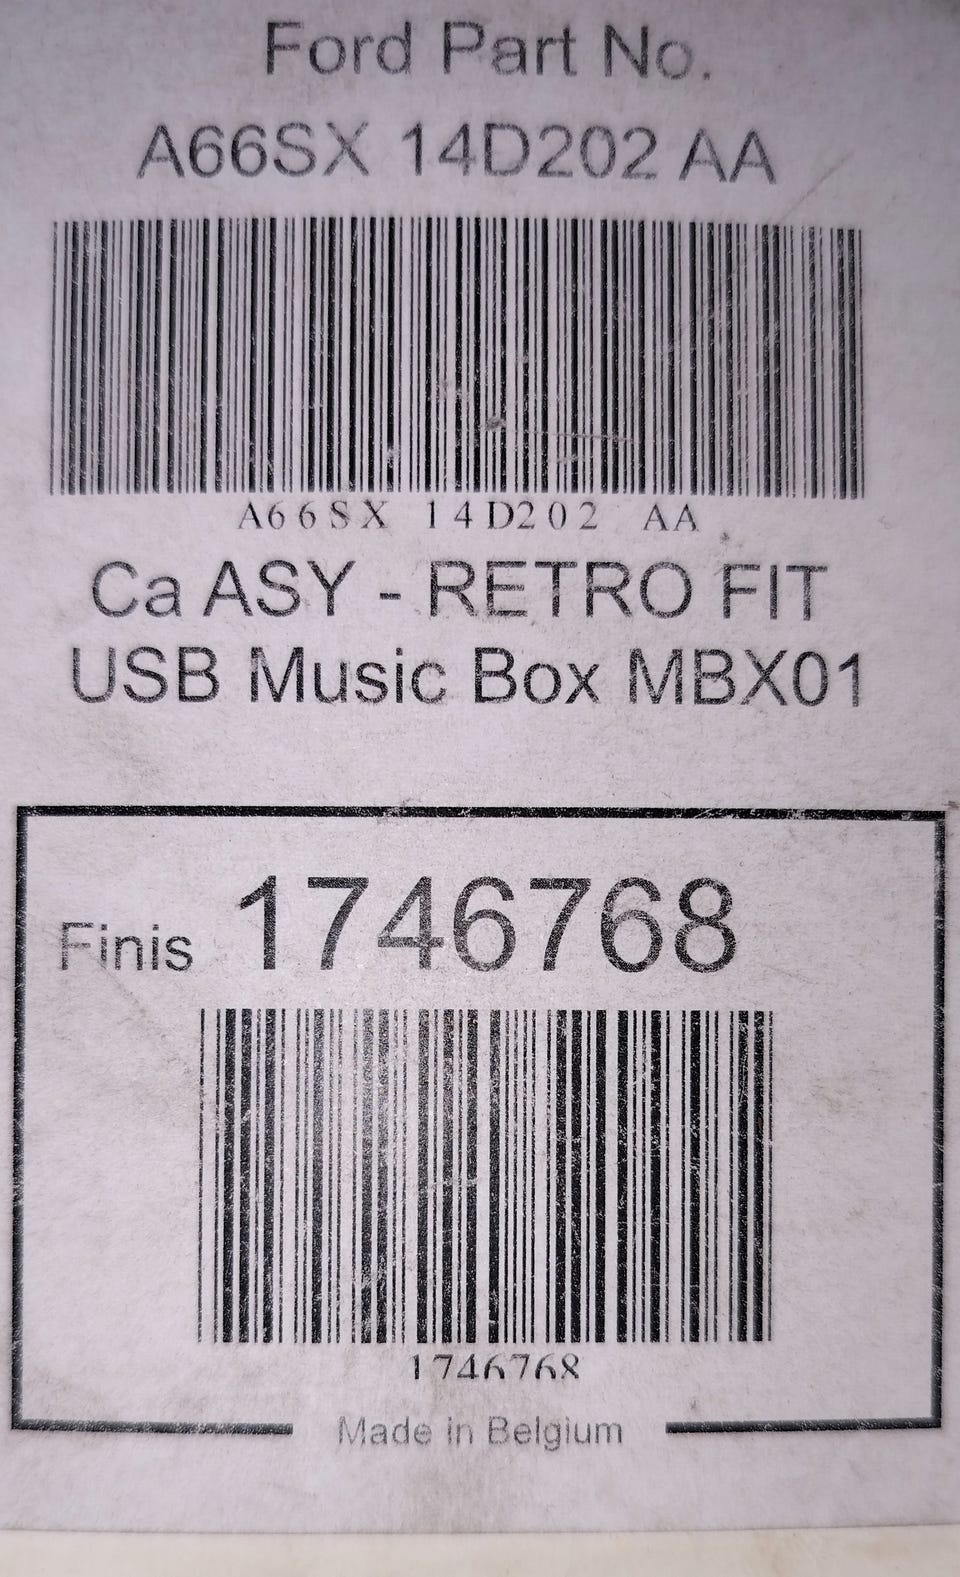 Ford Part No.
A66SX 14D202 AA
A66SX 14D202 AA
Ca ASY - RETRO FIT
USB Music Box MBX01
Finis 1746768
1746768
Made in Belgium